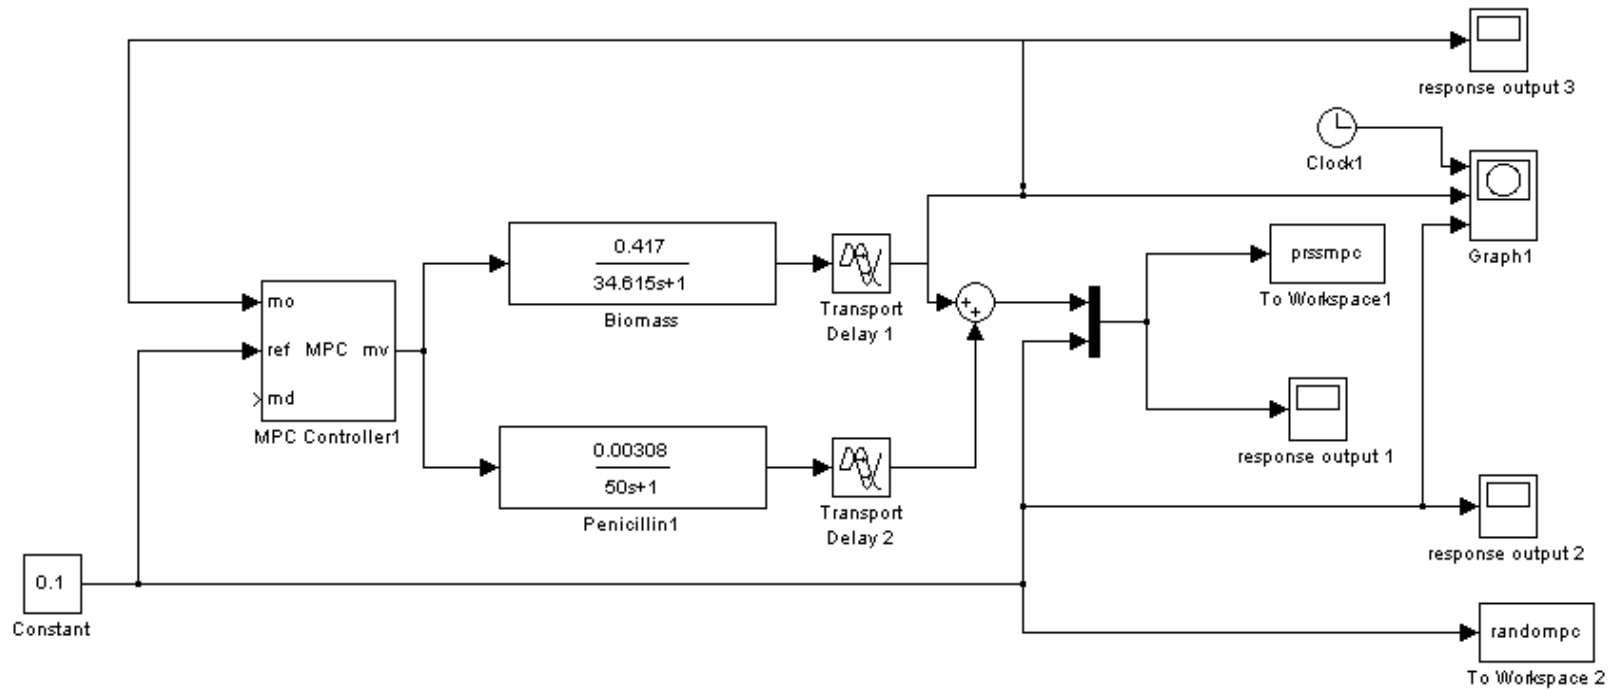 response output 3
Clock1
Graph1
0.417
34.615s+1
Biomass
Transport
Delay 1
prssmpc
To Workspace1
mo
ref MPC mv
md
MPC Controller1
response output 1
0.00308
50s+1
Penicillin1
Transport
Delay 2
response output 2
0.1
Constant
randompc
To Workspace 2